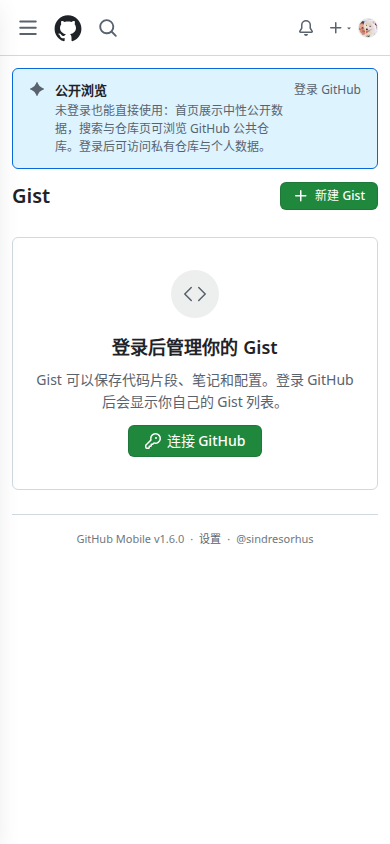 公开浏览
登录 GitHub
未登录也能直接使用：首页展示中性公开数
据，搜索与仓库页可浏览 GitHub 公共仓
库。登录后可访问私有仓库与个人数据。
Gist
新建 Gist
登录后管理你的 Gist
Gist 可以保存代码片段、笔记和配置。登录 GitHub
后会显示你自己的 Gist 列表。
连接 GitHub
GitHub Mobile v1.6.0 · 设置 · @sindresorhus